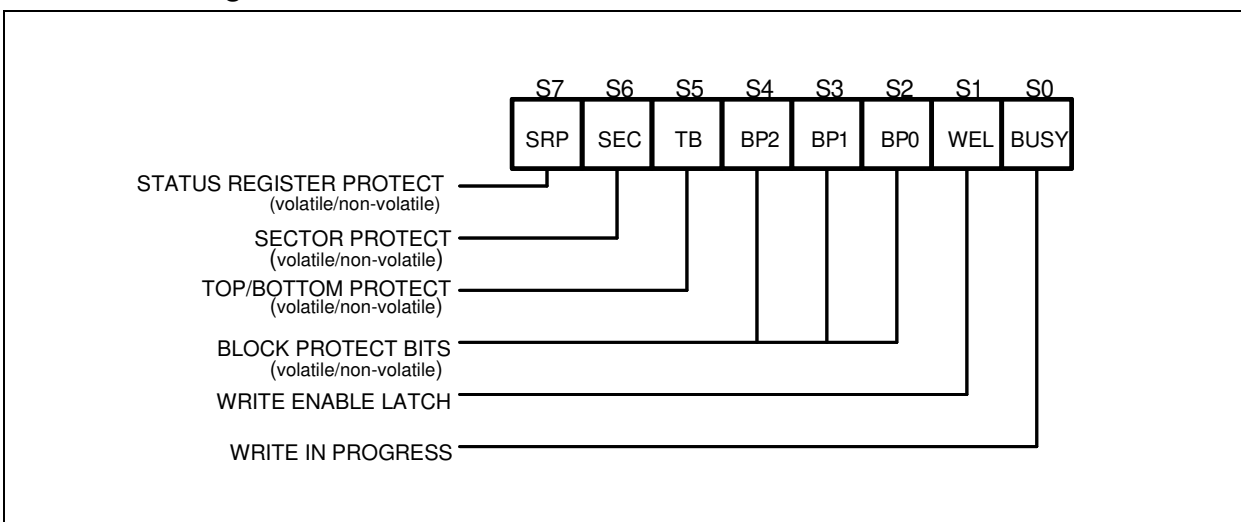 S7 S6 S5 S4 S3 S2 S1 S0
SRP SEC TB BP2 BP1 BP0 WEL BUSY
STATUS REGISTER PROTECT
(volatile/non-volatile)
SECTOR PROTECT
(volatile/non-volatile)
TOP/BOTTOM PROTECT
(volatile/non-volatile)
BLOCK PROTECT BITS
(volatile/non-volatile)
WRITE ENABLE LATCH
WRITE IN PROGRESS